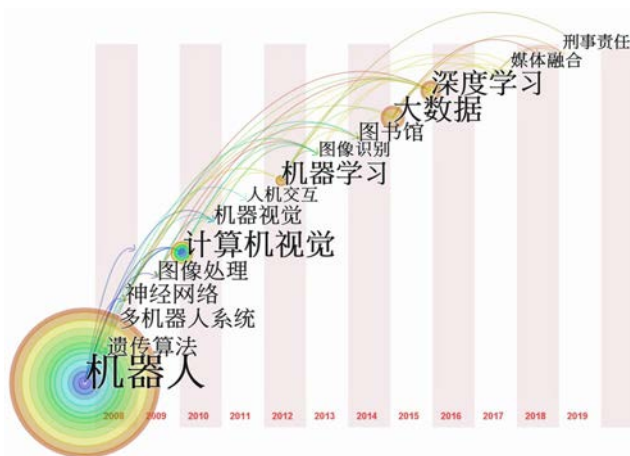 刑事责任
媒体融合
深度学习
大数据
图书馆
图像识别
机器学习
人机交互
机器视觉
计算机视觉
图像处理
神经网络
多机器人系统
遗传算法
机器人
2008 2009 2010 2011 2012 2013 2014 2015 2016 2017 2018 2019